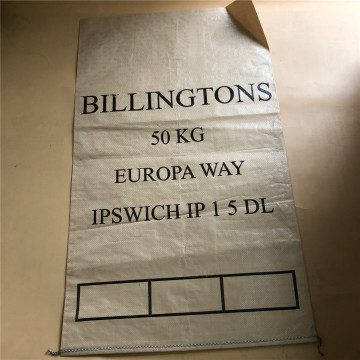 BILLINGTONS
50 KG
EUROPA WAY
IPSWICH IP 1 5 DL